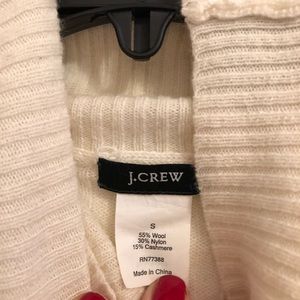 J.CREW
S
55% Wool
30% Nylon
15% Cashmere
RN77388
Made in China